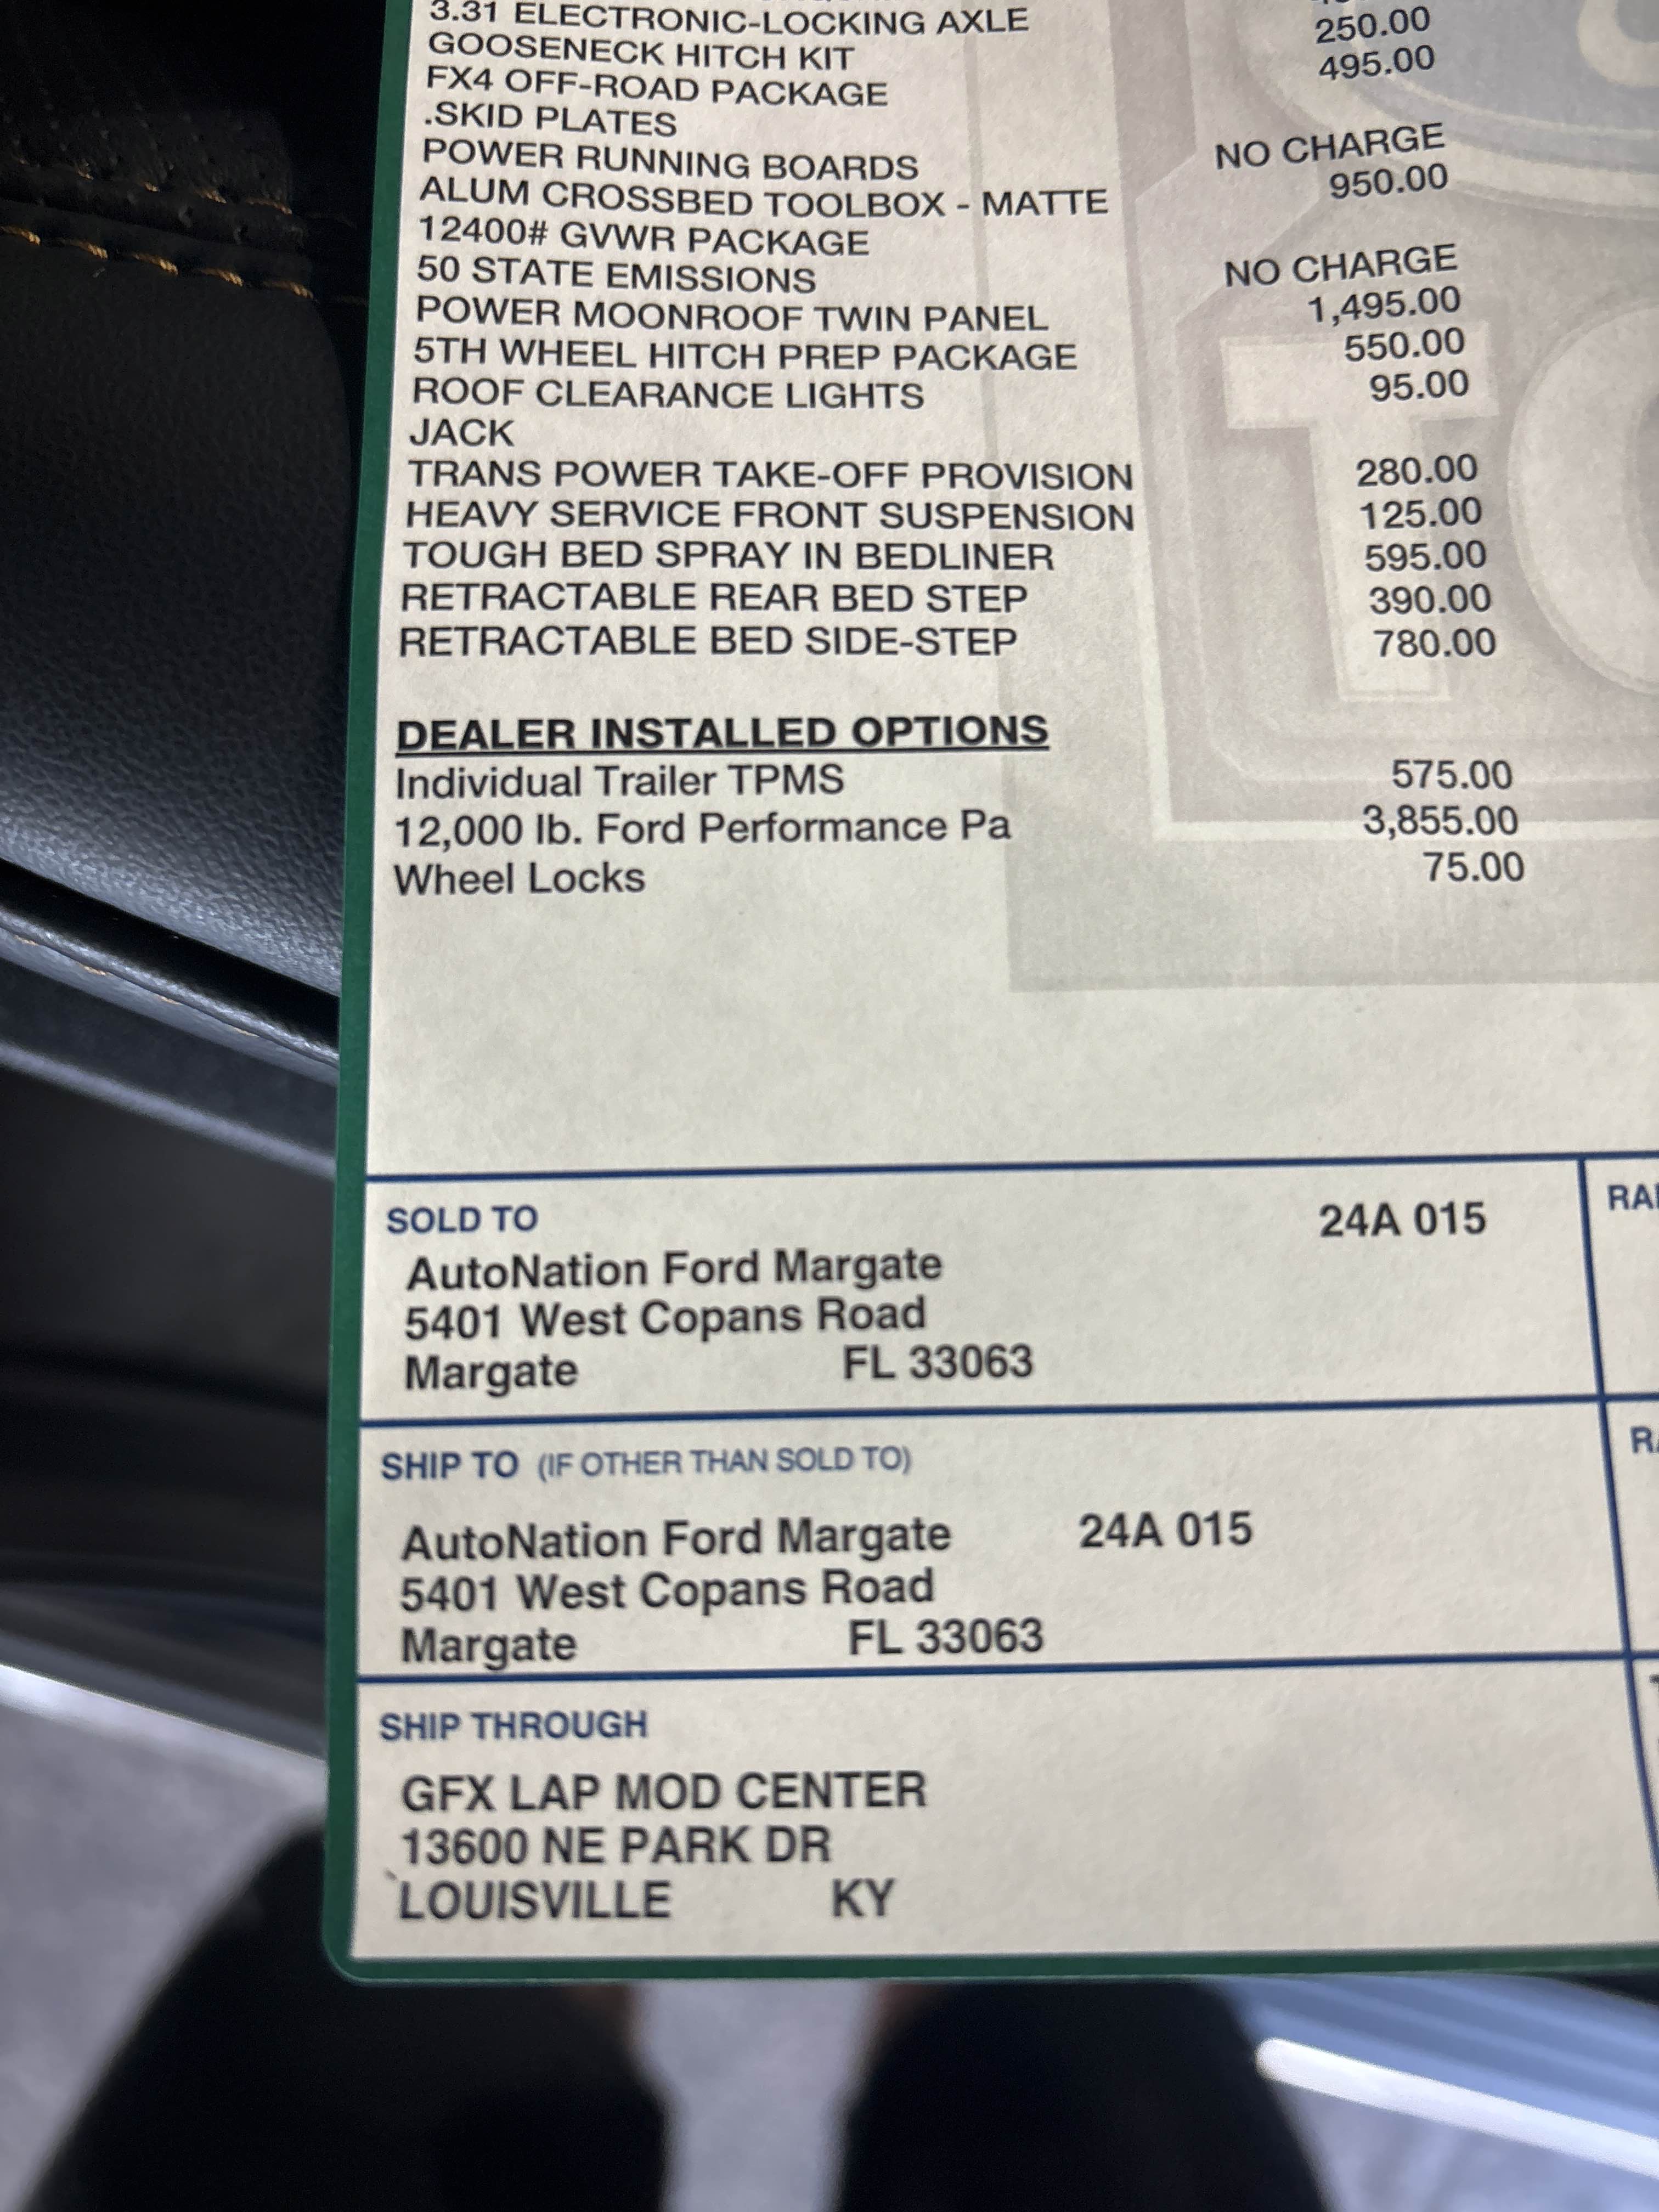 3.31 ELECTRONIC-LOCKING AXLE
GOOSENECK HITCH KIT 250.00
FX4 OFF-ROAD PACKAGE 495.00
.SKID PLATES
POWER RUNNING BOARDS NO CHARGE
ALUM CROSSBED TOOLBOX - MATTE 950.00
12400# GVWR PACKAGE
50 STATE EMISSIONS NO CHARGE
POWER MOONROOF TWIN PANEL 1,495.00
5TH WHEEL HITCH PREP PACKAGE 550.00
ROOF CLEARANCE LIGHTS 95.00
JACK
TRANS POWER TAKE-OFF PROVISION 280.00
HEAVY SERVICE FRONT SUSPENSION 125.00
TOUGH BED SPRAY IN BEDLINER 595.00
RETRACTABLE REAR BED STEP 390.00
RETRACTABLE BED SIDE-STEP 780.00
DEALER INSTALLED OPTIONS
Individual Trailer TPMS 575.00
12,000 lb. Ford Performance Pa 3,855.00
Wheel Locks 75.00
SOLD TO 24A 015
AutoNation Ford Margate
5401 West Copans Road
Margate FL 33063
SHIP TO (IF OTHER THAN SOLD TO)
AutoNation Ford Margate 24A 015
5401 West Copans Road
Margate FL 33063
SHIP THROUGH
GFX LAP MOD CENTER
13600 NE PARK DR
LOUISVILLE KY